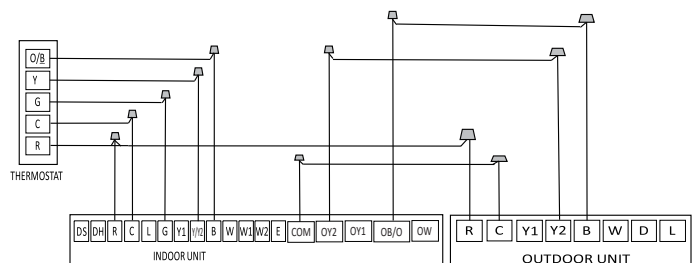 O/B
Y
G
C
R
THERMOSTAT
DS DH R C L G Y1 Y/Y2 B W W1 W2 E COM OY2 OY1 OB/O OW
INDOOR UNIT
R C Y1 Y2 B W D L
OUTDOOR UNIT